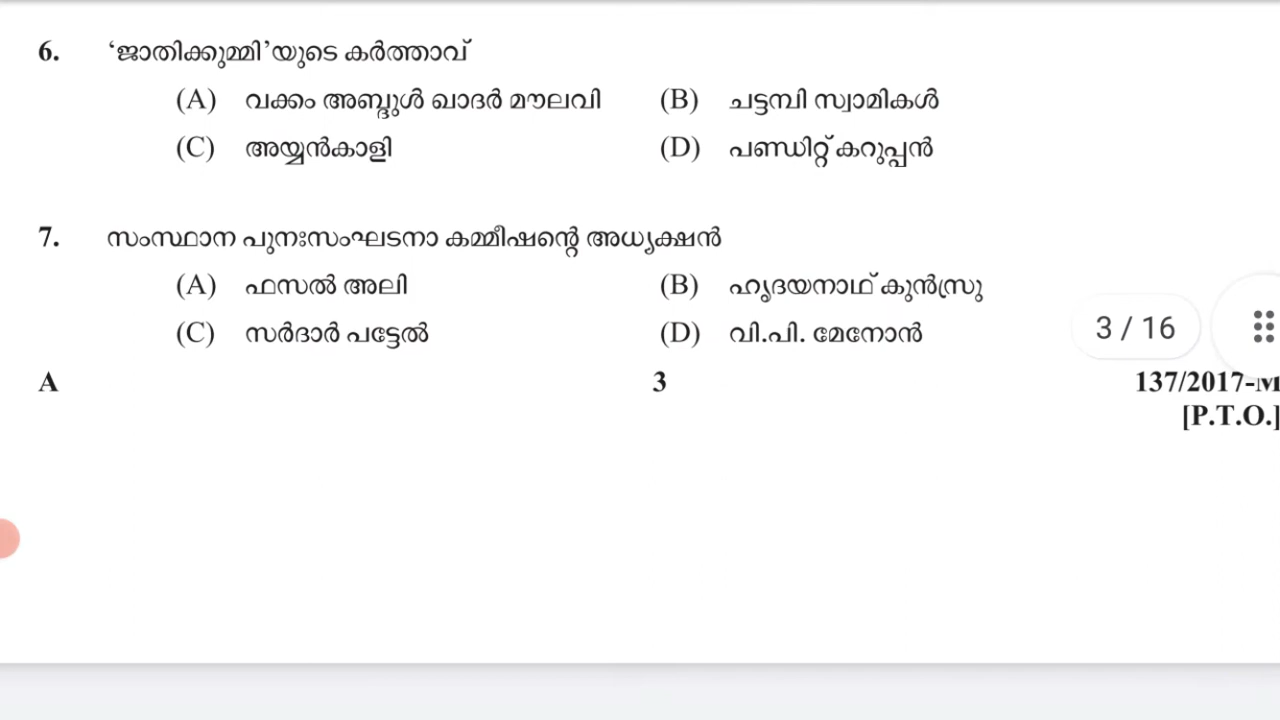 6. ‘ജാതിക്കുമ്മി’യുടെ കർത്താവ്
(A) വക്കം അബ്ദുൾ ഖാദർ മൗലവി (B) ചട്ടമ്പി സ്വാമികൾ
(C) അയ്യൻകാളി (D) പണ്ഡിറ്റ് കറുപ്പൻ
7. സംസ്ഥാന പുനഃസംഘടനാ കമ്മീഷന്റെ അധ്യക്ഷൻ
(A) ഫസൽ അലി (B) ഹൃദയനാഥ് കുൻസ്രു
(C) സർദാർ പട്ടേൽ (D) വി.പി. മേനോൻ
3 / 16
A 3 137/2017-M
[P.T.O.]